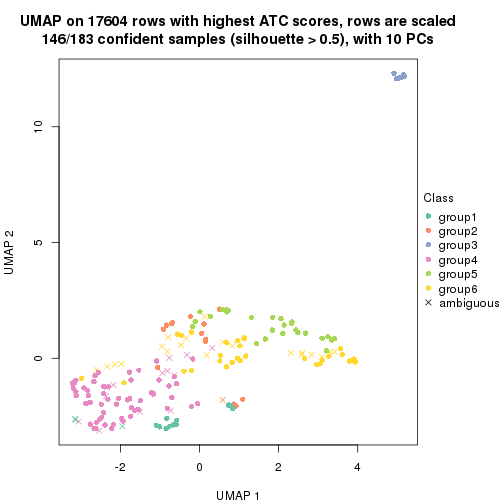 UMAP on 17604 rows with highest ATC scores, rows are scaled
146/183 confident samples (silhouette > 0.5), with 10 PCs
10
5
0
UMAP 2
-2
0
2
4
UMAP 1
Class
group1
group2
group3
group4
group5
group6
ambiguous